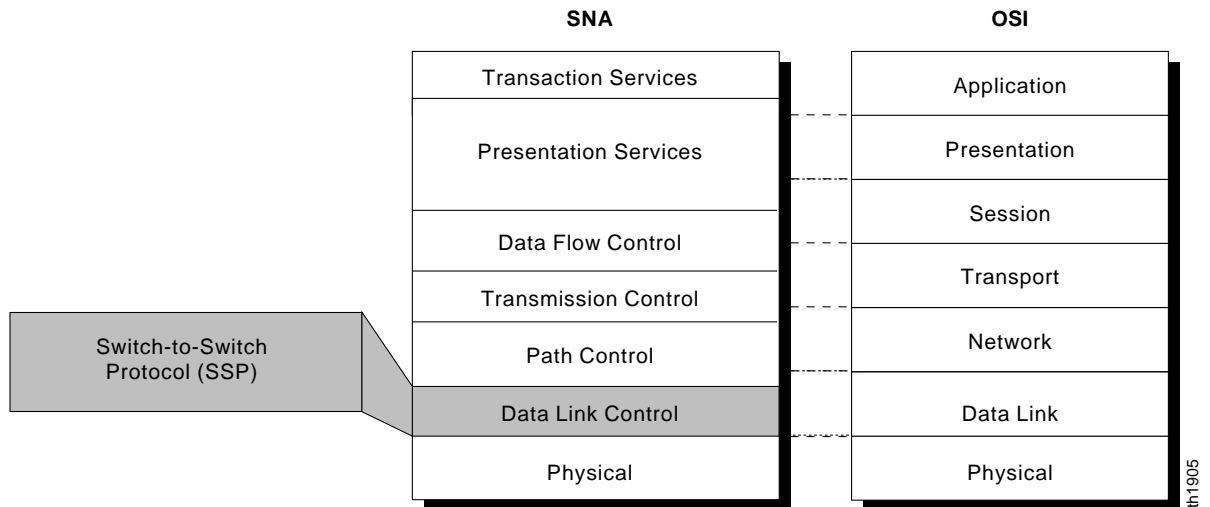 SNA
OSI
Transaction Services
Presentation Services
Data Flow Control
Transmission Control
Path Control
Data Link Control
Physical
Application
Presentation
Session
Transport
Network
Data Link
Physical
Switch-to-Switch
Protocol (SSP)
th1905